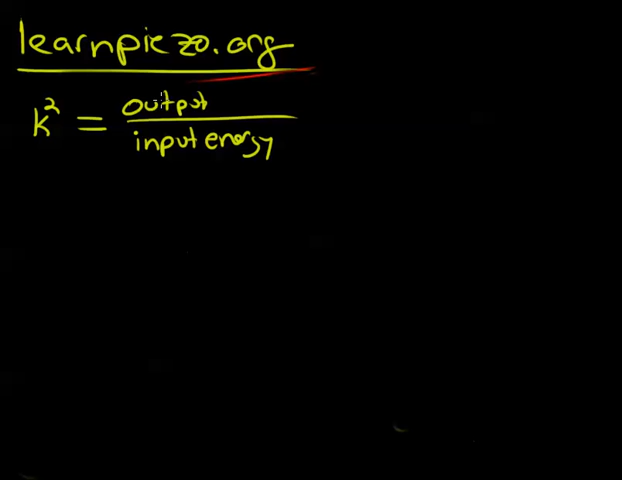 learnpiezo.org
k² = output / input energy